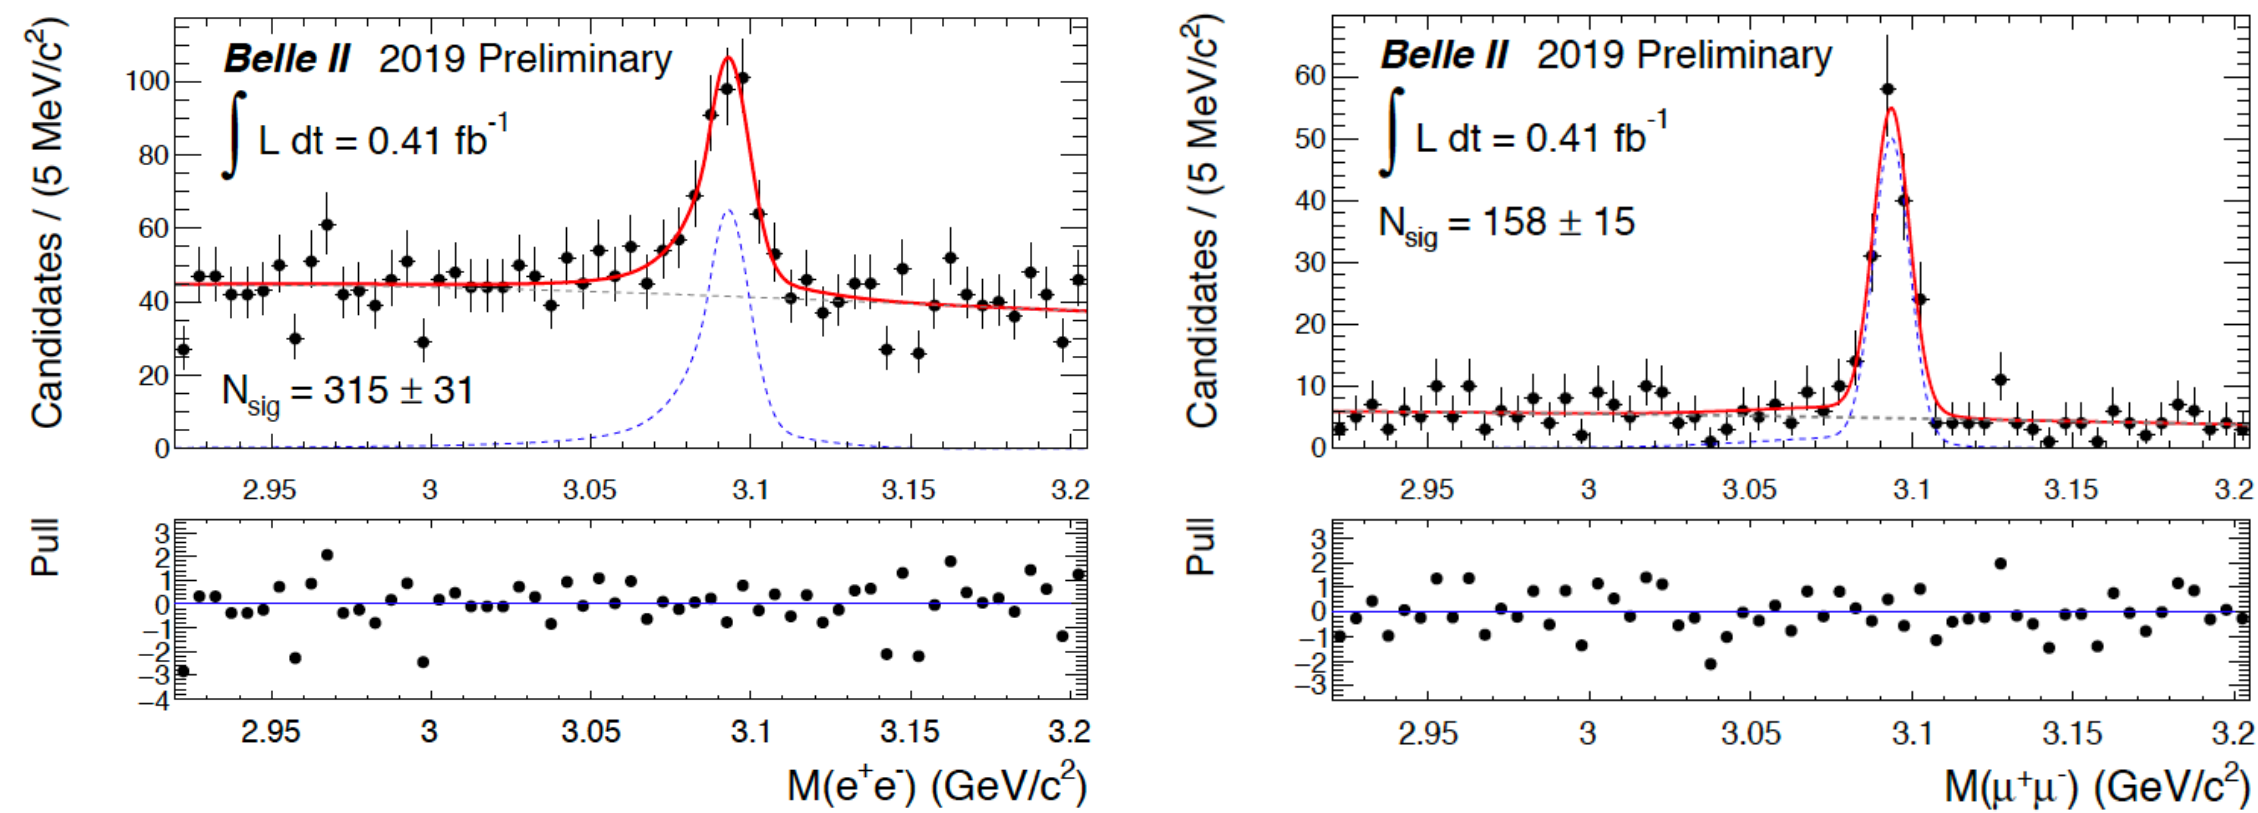 Candidates / (5 MeV/c²)
Belle II 2019 Preliminary
∫ L dt = 0.41 fb⁻¹
N_sig = 315 ± 31
100
80
60
40
20
0
2.95 3 3.05 3.1 3.15 3.2
Pull
3
2
1
0
−1
−2
−3
−4
2.95 3 3.05 3.1 3.15 3.2
M(e⁺e⁻) (GeV/c²)
Candidates / (5 MeV/c²)
Belle II 2019 Preliminary
∫ L dt = 0.41 fb⁻¹
N_sig = 158 ± 15
60
50
40
30
20
10
0
2.95 3 3.05 3.1 3.15 3.2
Pull
3
2
1
0
−1
−2
−3
2.95 3 3.05 3.1 3.15 3.2
M(μ⁺μ⁻) (GeV/c²)